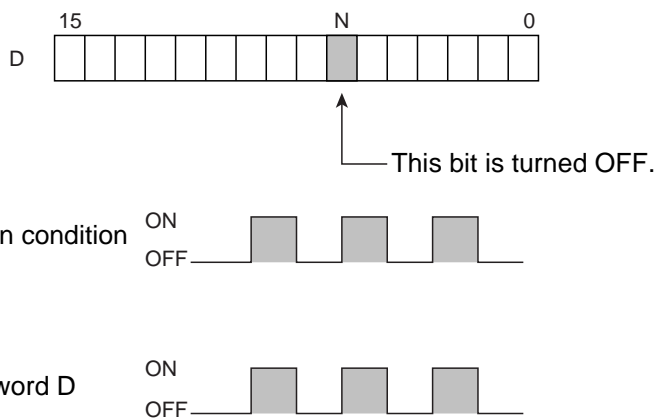 15 N 0
D
This bit is turned OFF.
n condition
ON
OFF
word D
ON
OFF